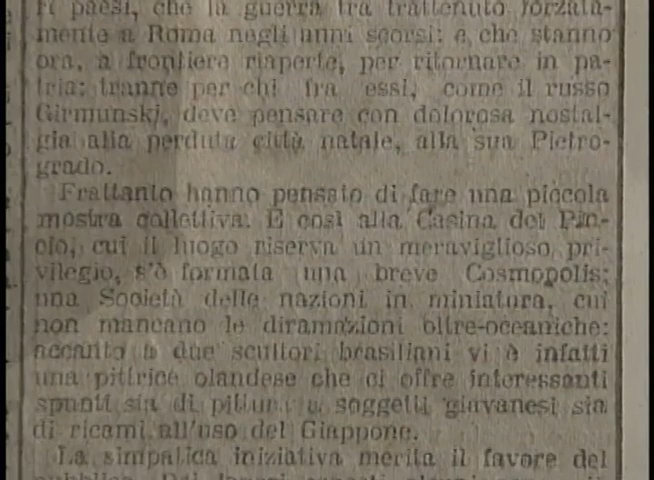 ri paesi, che la guerra tra trattenuto forzata-
mente a Roma negli anni scorsi: e che stanno
ora, a frontiere riaperte, per ritornare in pa-
tria; tranne per chi fra essi, come il russo
Girmunski, deve pensare con dolorosa nostal-
gia alla perduta città natale, alla sua Pietro-
grado.
Frattanto hanno pensato di fare una piccola
mostra collettiva. E così alla Casina del Pin-
cio, cui il luogo riserva un meraviglioso pri-
vilegio, s'è formata una breve Cosmopolis;
una Società delle nazioni in miniatura, cui
non mancano le diramazioni oltre-oceaniche:
accanto a due scultori brasiliani vi è infatti
una pittrice olandese che ci offre interessanti
spunti sia di pittura a soggetti giavanesi sia
di ricami all'uso del Giappone.
La simpatica iniziativa merita il favore del